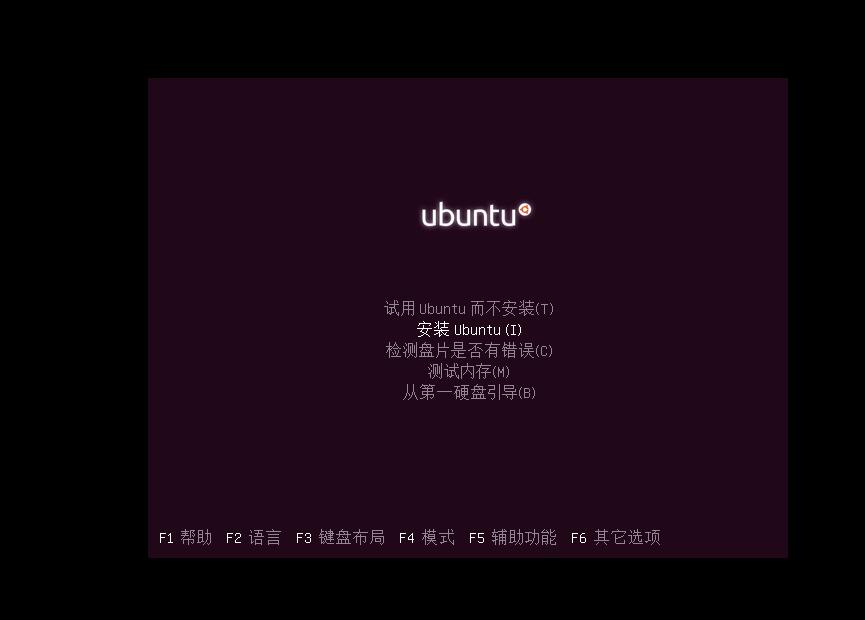 ubuntu
试用 Ubuntu 而不安装(T)
安装 Ubuntu (I)
检测盘片是否有错误(C)
测试内存(M)
从第一硬盘引导(B)
F1 帮助 F2 语言 F3 键盘布局 F4 模式 F5 辅助功能 F6 其它选项